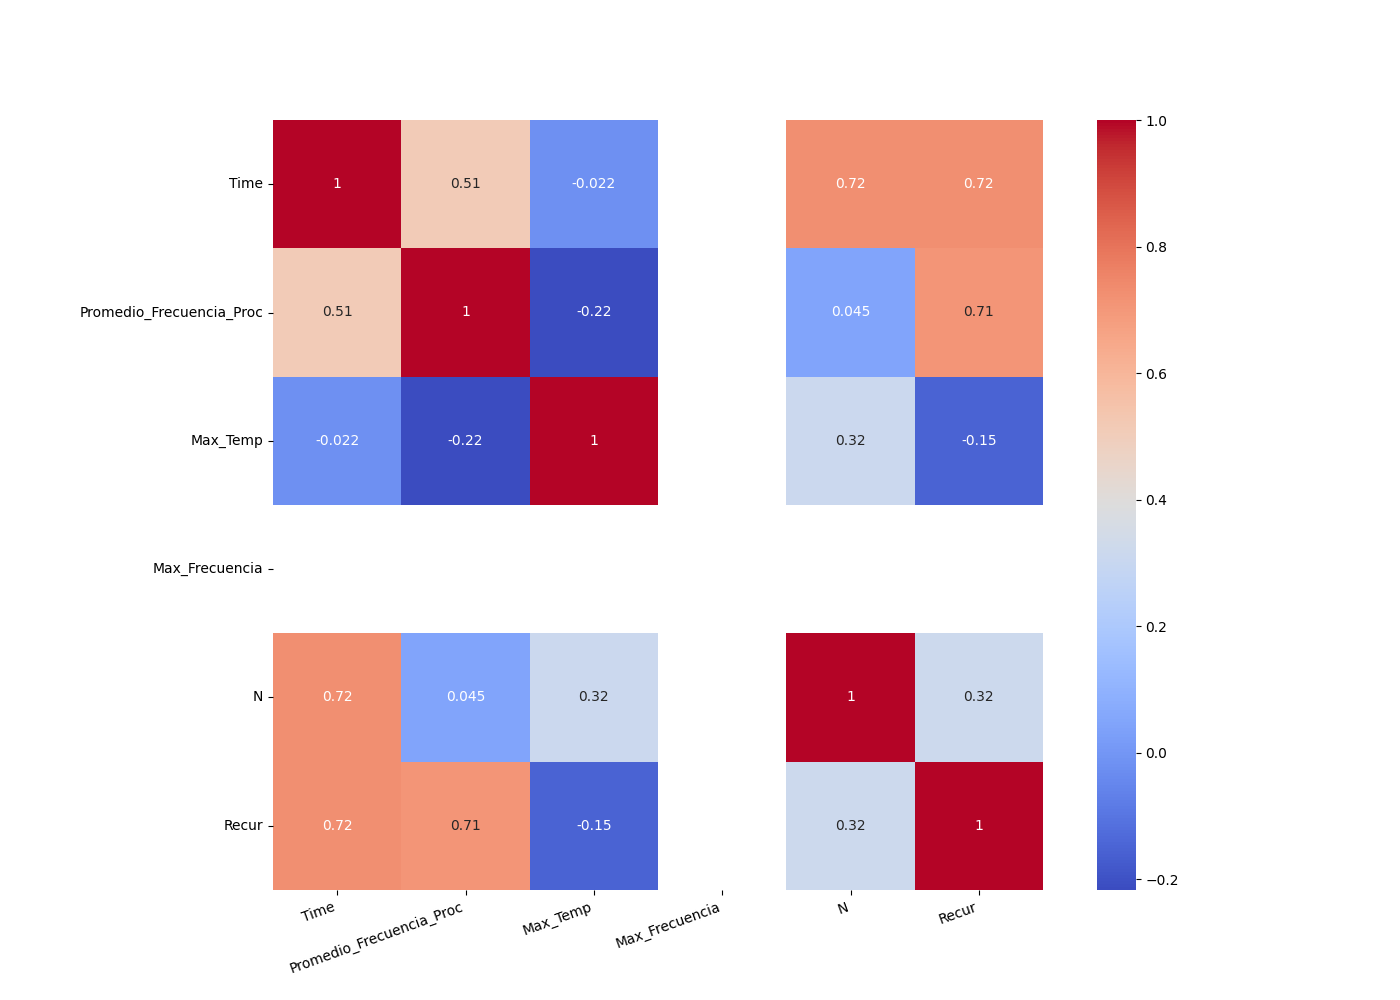 Time 1 0.51 -0.022 0.72 0.72
Promedio_Frecuencia_Proc 0.51 1 -0.22 0.045 0.71
Max_Temp -0.022 -0.22 1 0.32 -0.15
Max_Frecuencia
N 0.72 0.045 0.32 1 0.32
Recur 0.72 0.71 -0.15 0.32 1
Time
Promedio_Frecuencia_Proc
Max_Temp
Max_Frecuencia
N
Recur
1.0
0.8
0.6
0.4
0.2
0.0
−0.2